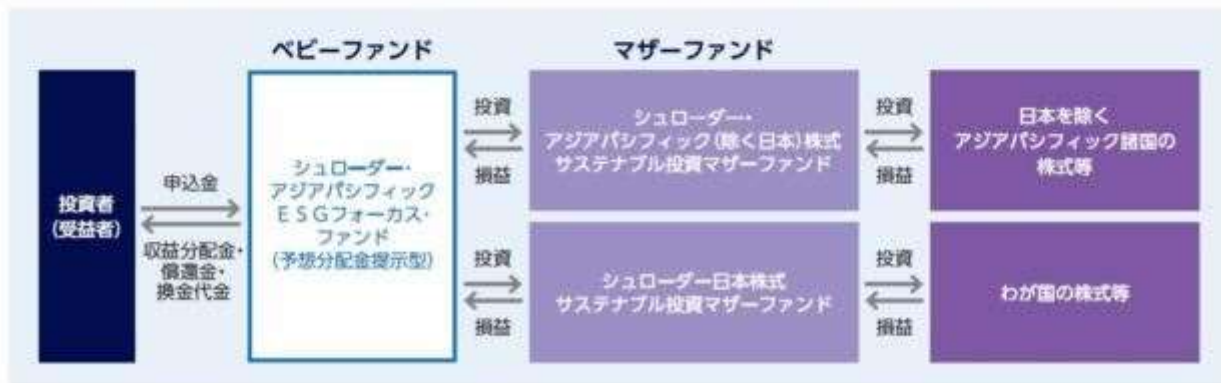 ベビーファンド
マザーファンド
投資者
(受益者)
申込金
収益分配金・
償還金・
換金代金
シュローダー・
アジアパシフィック
ESGフォーカス・
ファンド
(予想分配金提示型)
投資
損益
シュローダー・
アジアパシフィック(除く日本)株式
サステナブル投資マザーファンド
投資
損益
日本を除く
アジアパシフィック諸国の
株式等
投資
損益
シュローダー日本株式
サステナブル投資マザーファンド
投資
損益
わが国の株式等